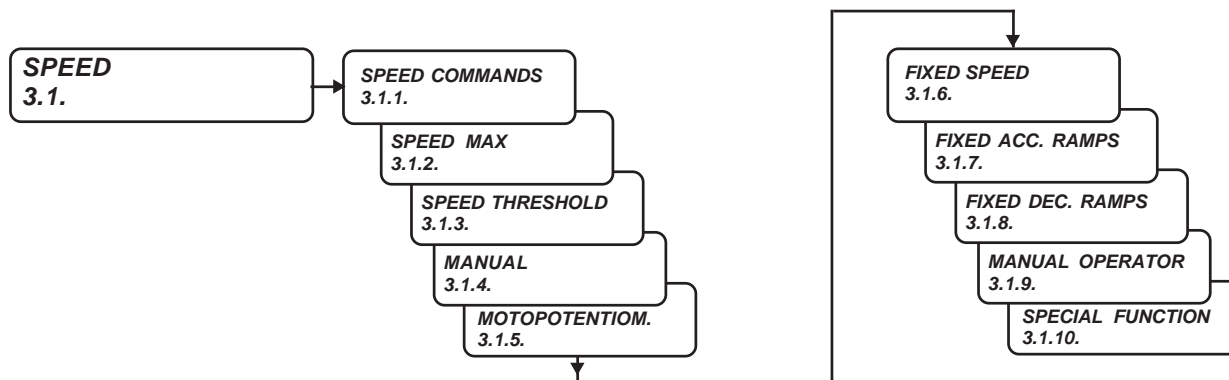 SPEED
3.1.
SPEED COMMANDS
3.1.1.
SPEED MAX
3.1.2.
SPEED THRESHOLD
3.1.3.
MANUAL
3.1.4.
MOTOPOTENTIOM.
3.1.5.
FIXED SPEED
3.1.6.
FIXED ACC. RAMPS
3.1.7.
FIXED DEC. RAMPS
3.1.8.
MANUAL OPERATOR
3.1.9.
SPECIAL FUNCTION
3.1.10.